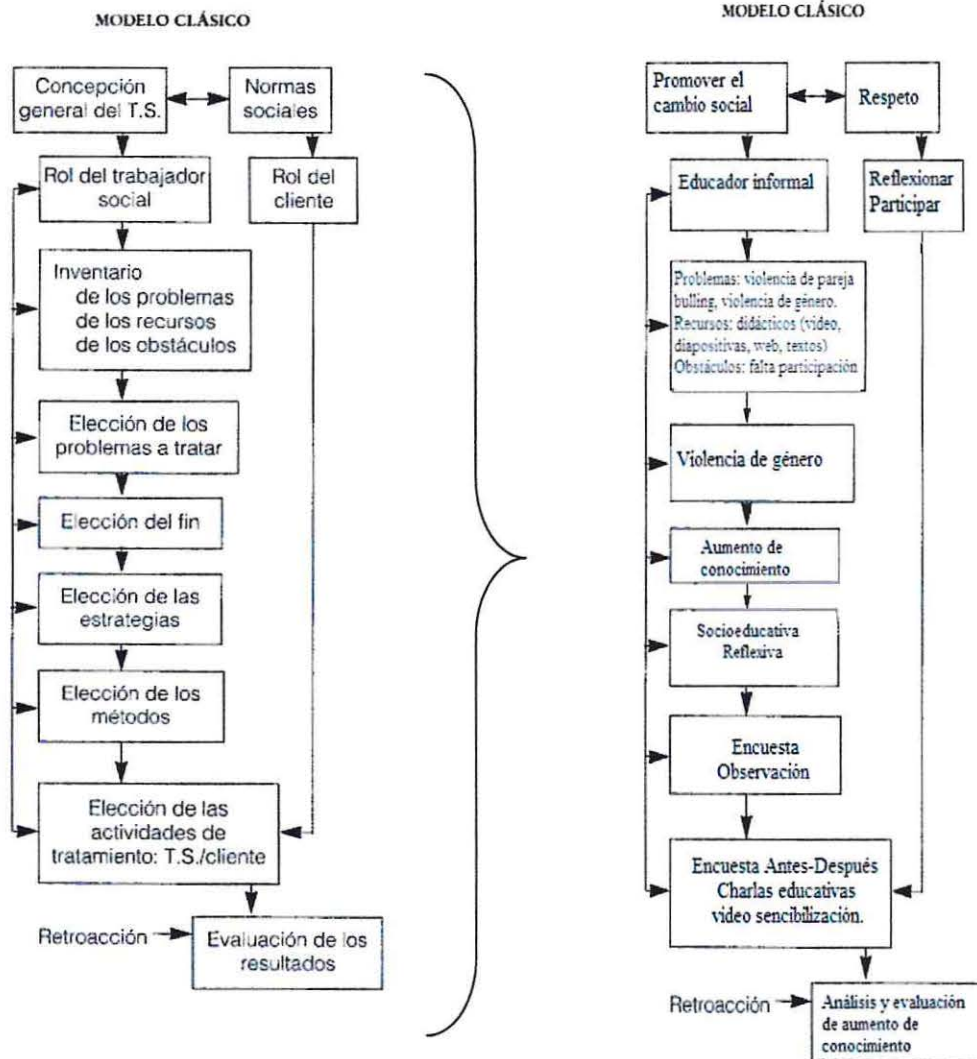 MODELO CLÁSICO
Concepción
general del T.S.
Normas
sociales
Rol del trabajador
social
Rol del
cliente
Inventario
de los problemas
de los recursos
de los obstáculos
Elección de los
problemas a tratar
Elección del fin
Elección de las
estrategias
Elección de los
métodos
Elección de las
actividades de
tratamiento: T.S./cliente
Retroacción
Evaluación de los
resultados
MODELO CLÁSICO
Promover el
cambio social
Respeto
Educador informal
Reflexionar
Participar
Problemas: violencia de pareja
bulling, violencia de género.
Recursos: didácticos (video,
diapositivas, web, textos)
Obstáculos: falta participación
Violencia de género
Aumento de
conocimiento
Socioeducativa
Reflexiva
Encuesta
Observación
Encuesta Antes-Después
Charlas educativas
video sencibilización.
Retroacción
Análisis y evaluación
de aumento de
conocimiento